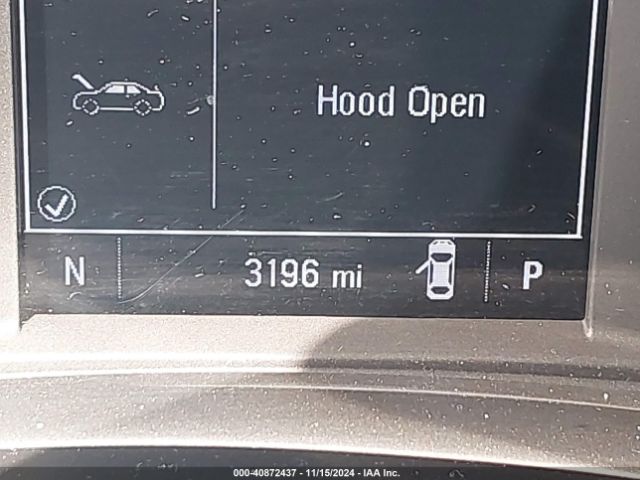 Hood Open
N 3196 mi P
000-40872437 - 11/15/2024 - IAA Inc.